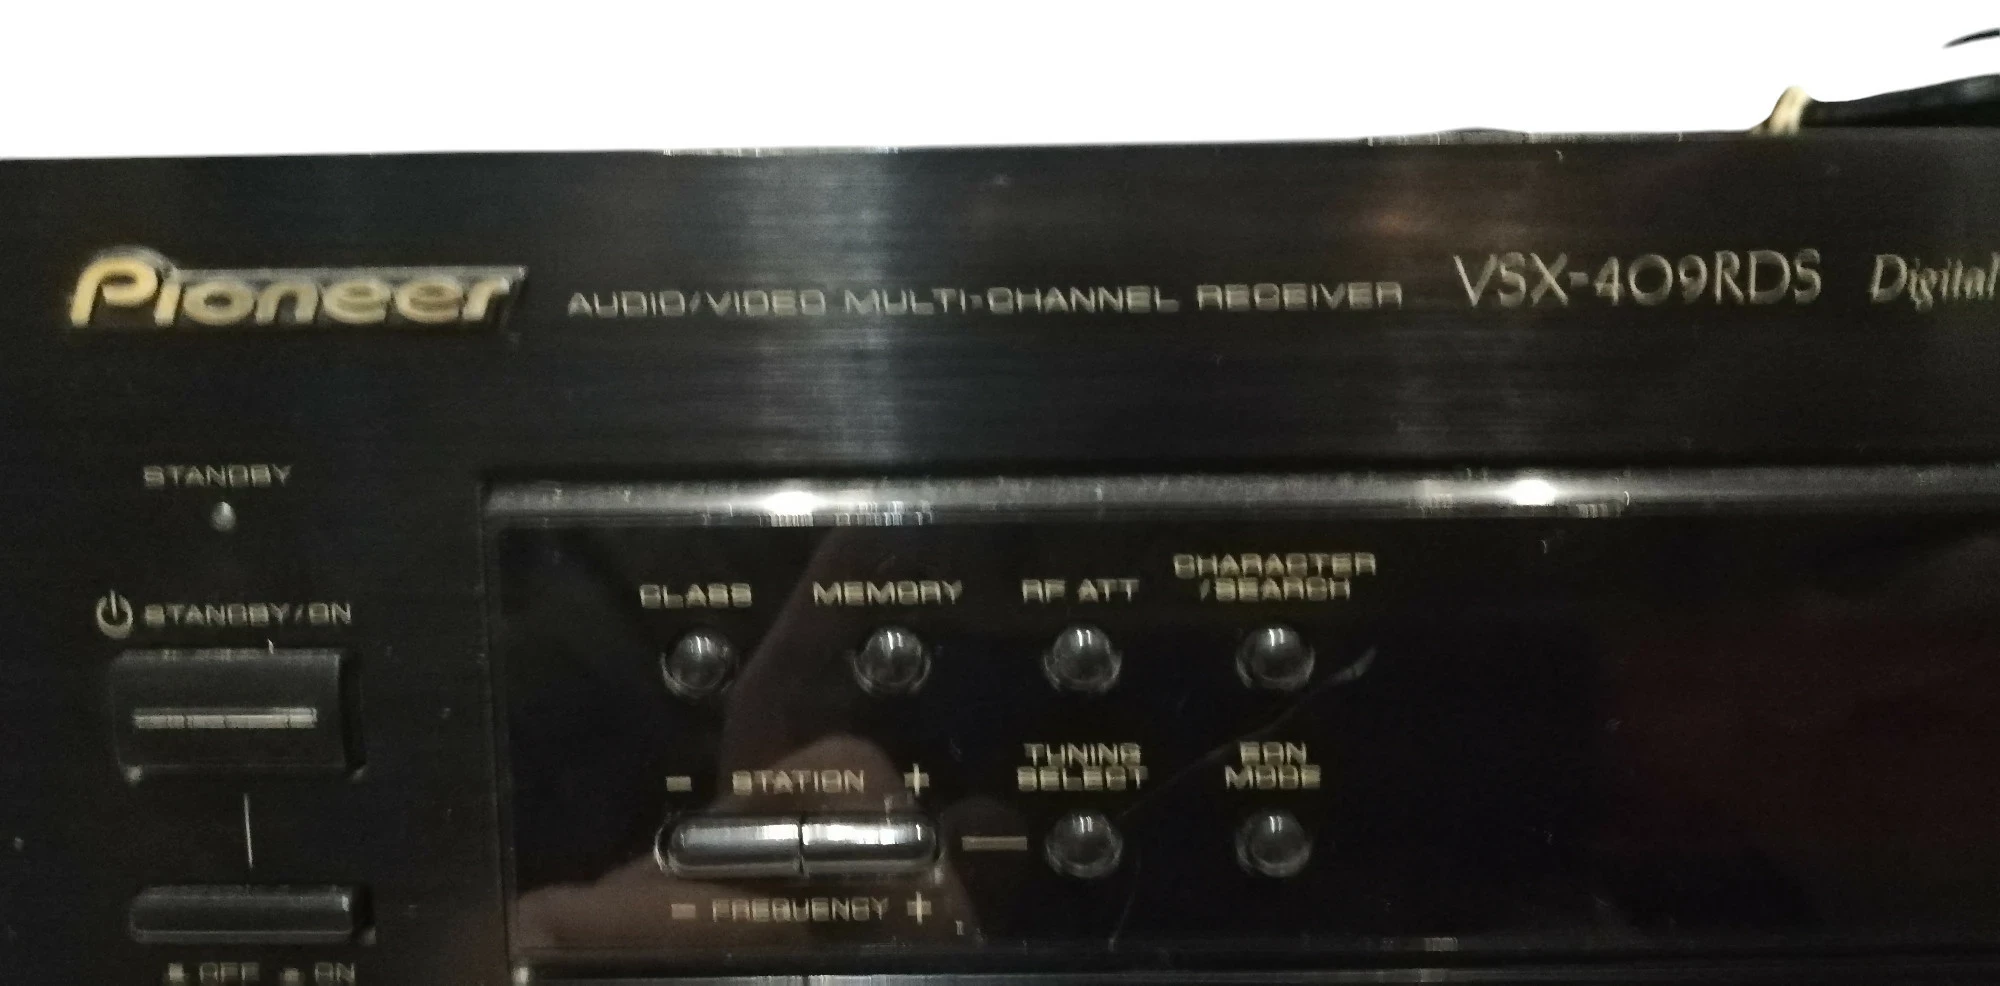 Pioneer AUDIO/VIDEO MULTI-CHANNEL RECEIVER VSX-409RDS Digital
STANDBY
STANDBY/ON
OFF ON
CLASS MEMORY RF ATT CHARACTER
/SEARCH
- STATION + TUNING
SELECT
EON
MODE
- FREQUENCY +